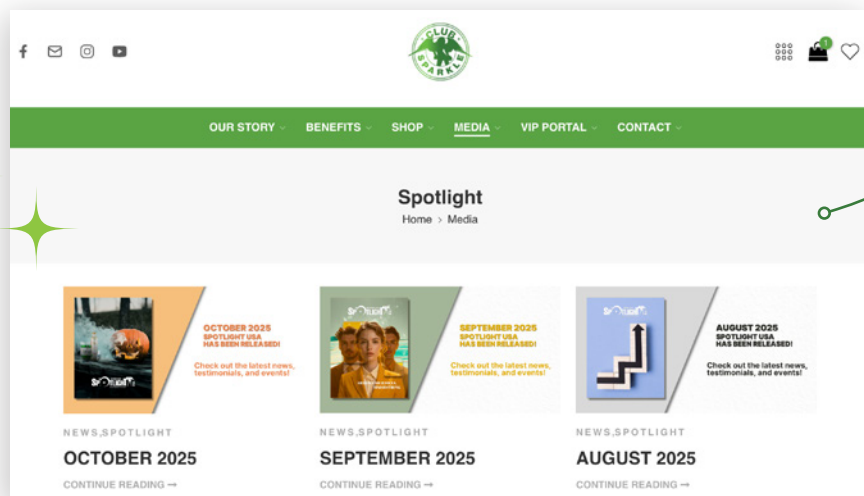 CLUB
SPARKLE
1
OUR STORY
BENEFITS
SHOP
MEDIA
VIP PORTAL
CONTACT
Spotlight
Home > Media
SPOTLIGHT
OCTOBER 2025
SPOTLIGHT USA
HAS BEEN RELEASED!
Check out the latest news,
testimonials, and events!
NEWS,SPOTLIGHT
OCTOBER 2025
CONTINUE READING →
SPOTLIGHT
SEPTEMBER 2025
SPOTLIGHT USA
HAS BEEN RELEASED!
Check out the latest news,
testimonials, and events!
NEWS,SPOTLIGHT
SEPTEMBER 2025
CONTINUE READING →
SPOTLIGHT
AUGUST 2025
SPOTLIGHT USA
HAS BEEN RELEASED!
Check out the latest news,
testimonials, and events!
NEWS,SPOTLIGHT
AUGUST 2025
CONTINUE READING →